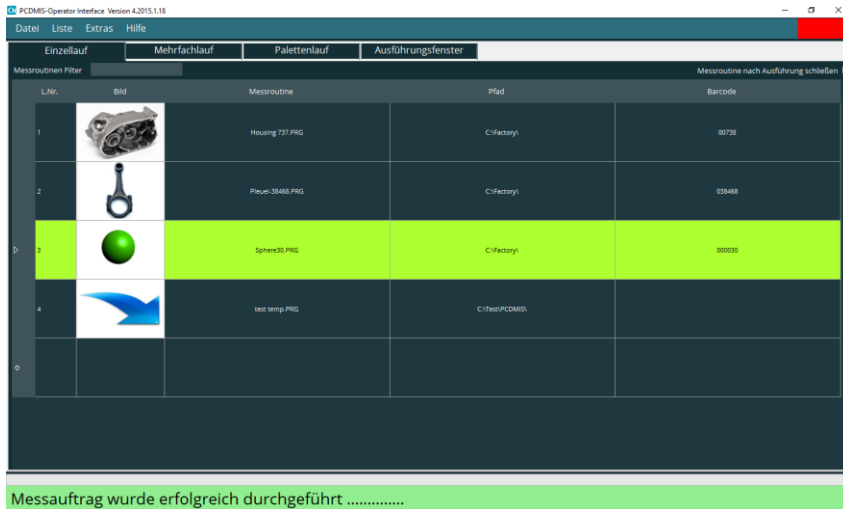 PCDMIS-Operator Interface Version 4.2015.1.18
Datei Liste Extras Hilfe
Einzellauf Mehrfachlauf Palettenlauf Ausführungsfenster
Messroutinen Filter Messroutine nach Ausführung schließen
L.Nr. Bild Messroutine Pfad Barcode
1 Housing 737.PRG C:\Factory\ 00738
2 Pleuel-38468.PRG C:\Factory\ 038468
3 Sphere30.PRG C:\Factory\ 000030
4 test temp.PRG C:\Test\PCDMIS\
Messauftrag wurde erfolgreich durchgeführt ..............